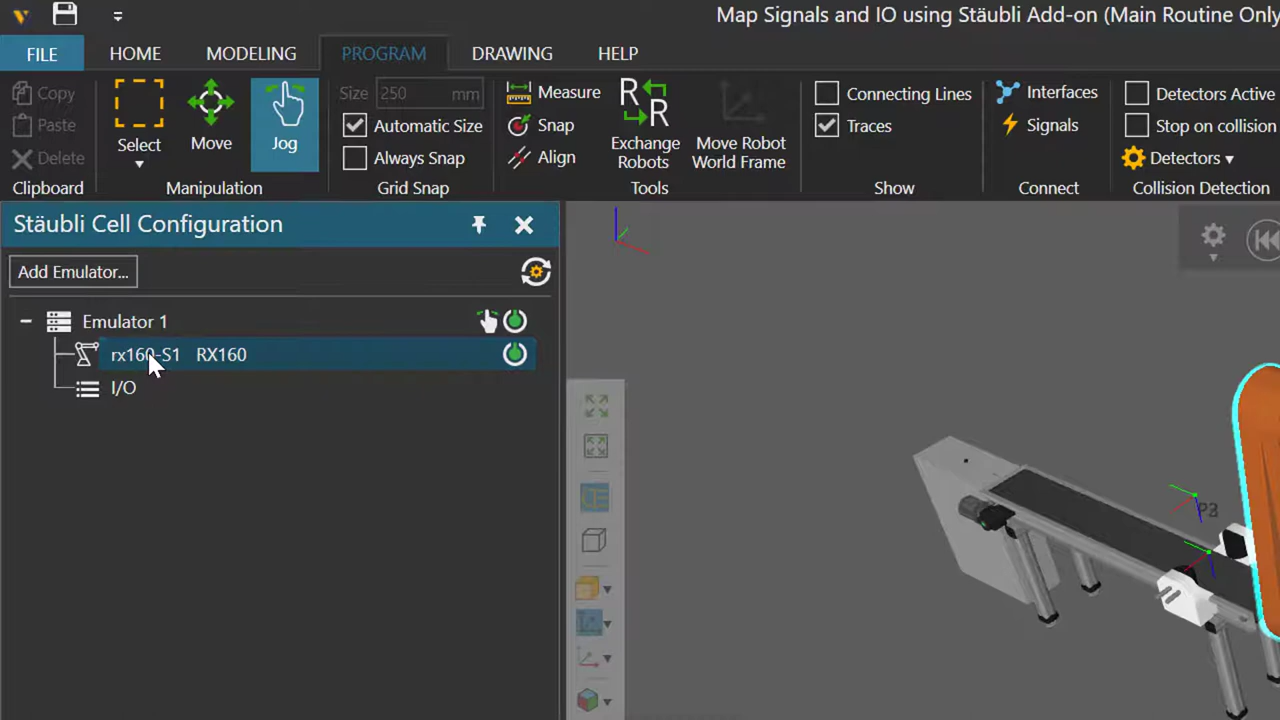 Map Signals and IO using Stäubli Add-on (Main Routine Only
FILE
HOME
MODELING
PROGRAM
DRAWING
HELP
Copy
Paste
Delete
Clipboard
Select
Move
Jog
Manipulation
Size 250 mm
Automatic Size
Always Snap
Grid Snap
Measure
Snap
Align
Exchange
Robots
Move Robot
World Frame
Tools
Connecting Lines
Traces
Show
Interfaces
Signals
Connect
Detectors Active
Stop on collision
Detectors
Collision Detection
Stäubli Cell Configuration
Add Emulator...
Emulator 1
rx160-S1 RX160
I/O
P3